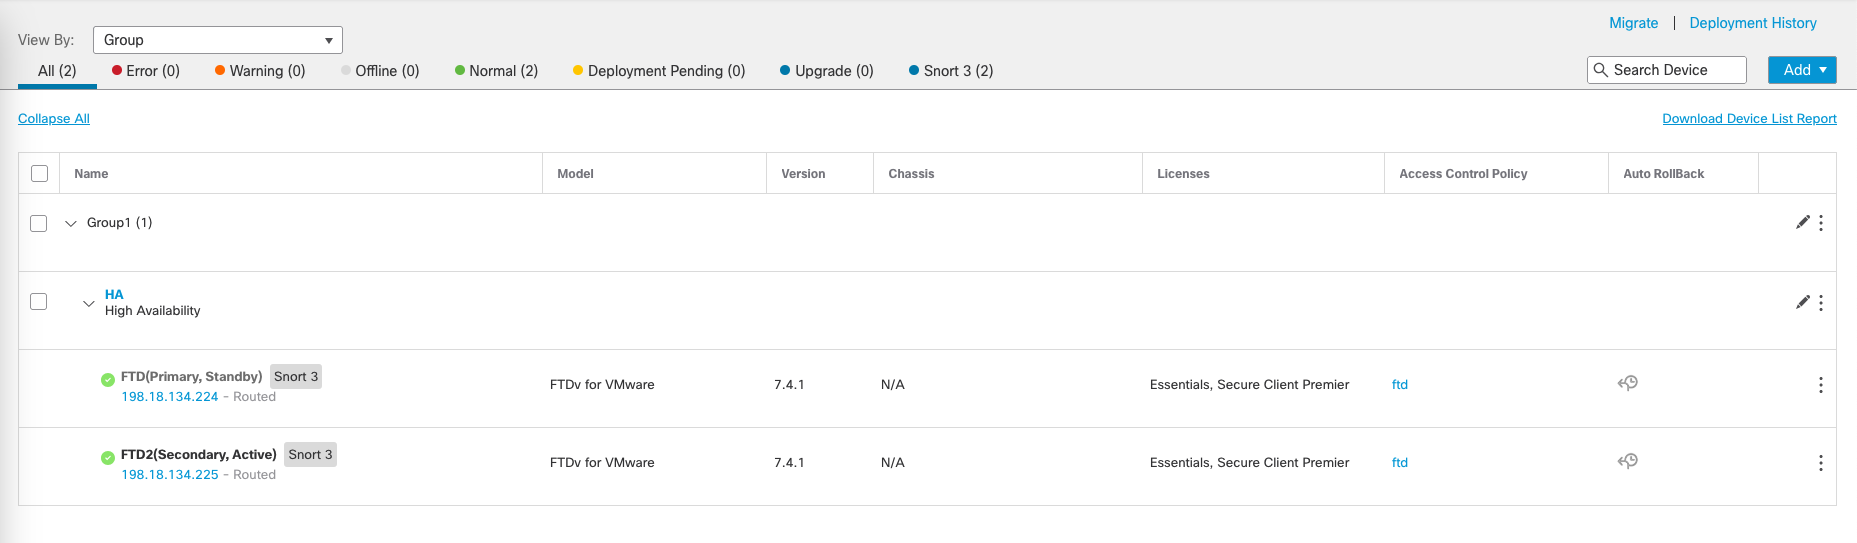 Migrate | Deployment History
View By: Group
All (2) Error (0) Warning (0) Offline (0) Normal (2) Deployment Pending (0) Upgrade (0) Snort 3 (2) Search Device Add
Collapse All Download Device List Report
Name Model Version Chassis Licenses Access Control Policy Auto RollBack
Group1 (1)
HA
High Availability
FTD(Primary, Standby) Snort 3
198.18.134.224 - Routed
FTDv for VMware 7.4.1 N/A Essentials, Secure Client Premier ftd
FTD2(Secondary, Active) Snort 3
198.18.134.225 - Routed
FTDv for VMware 7.4.1 N/A Essentials, Secure Client Premier ftd